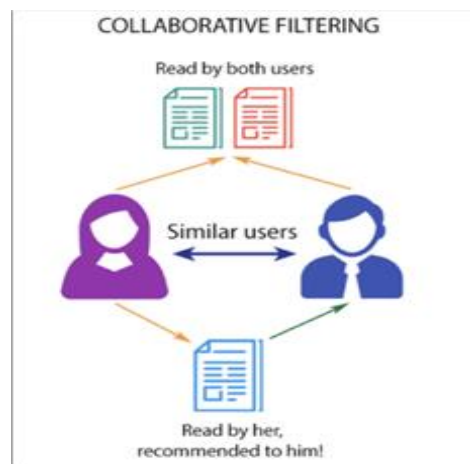 COLLABORATIVE FILTERING
Read by both users
Similar users
Read by her,
recommended to him!